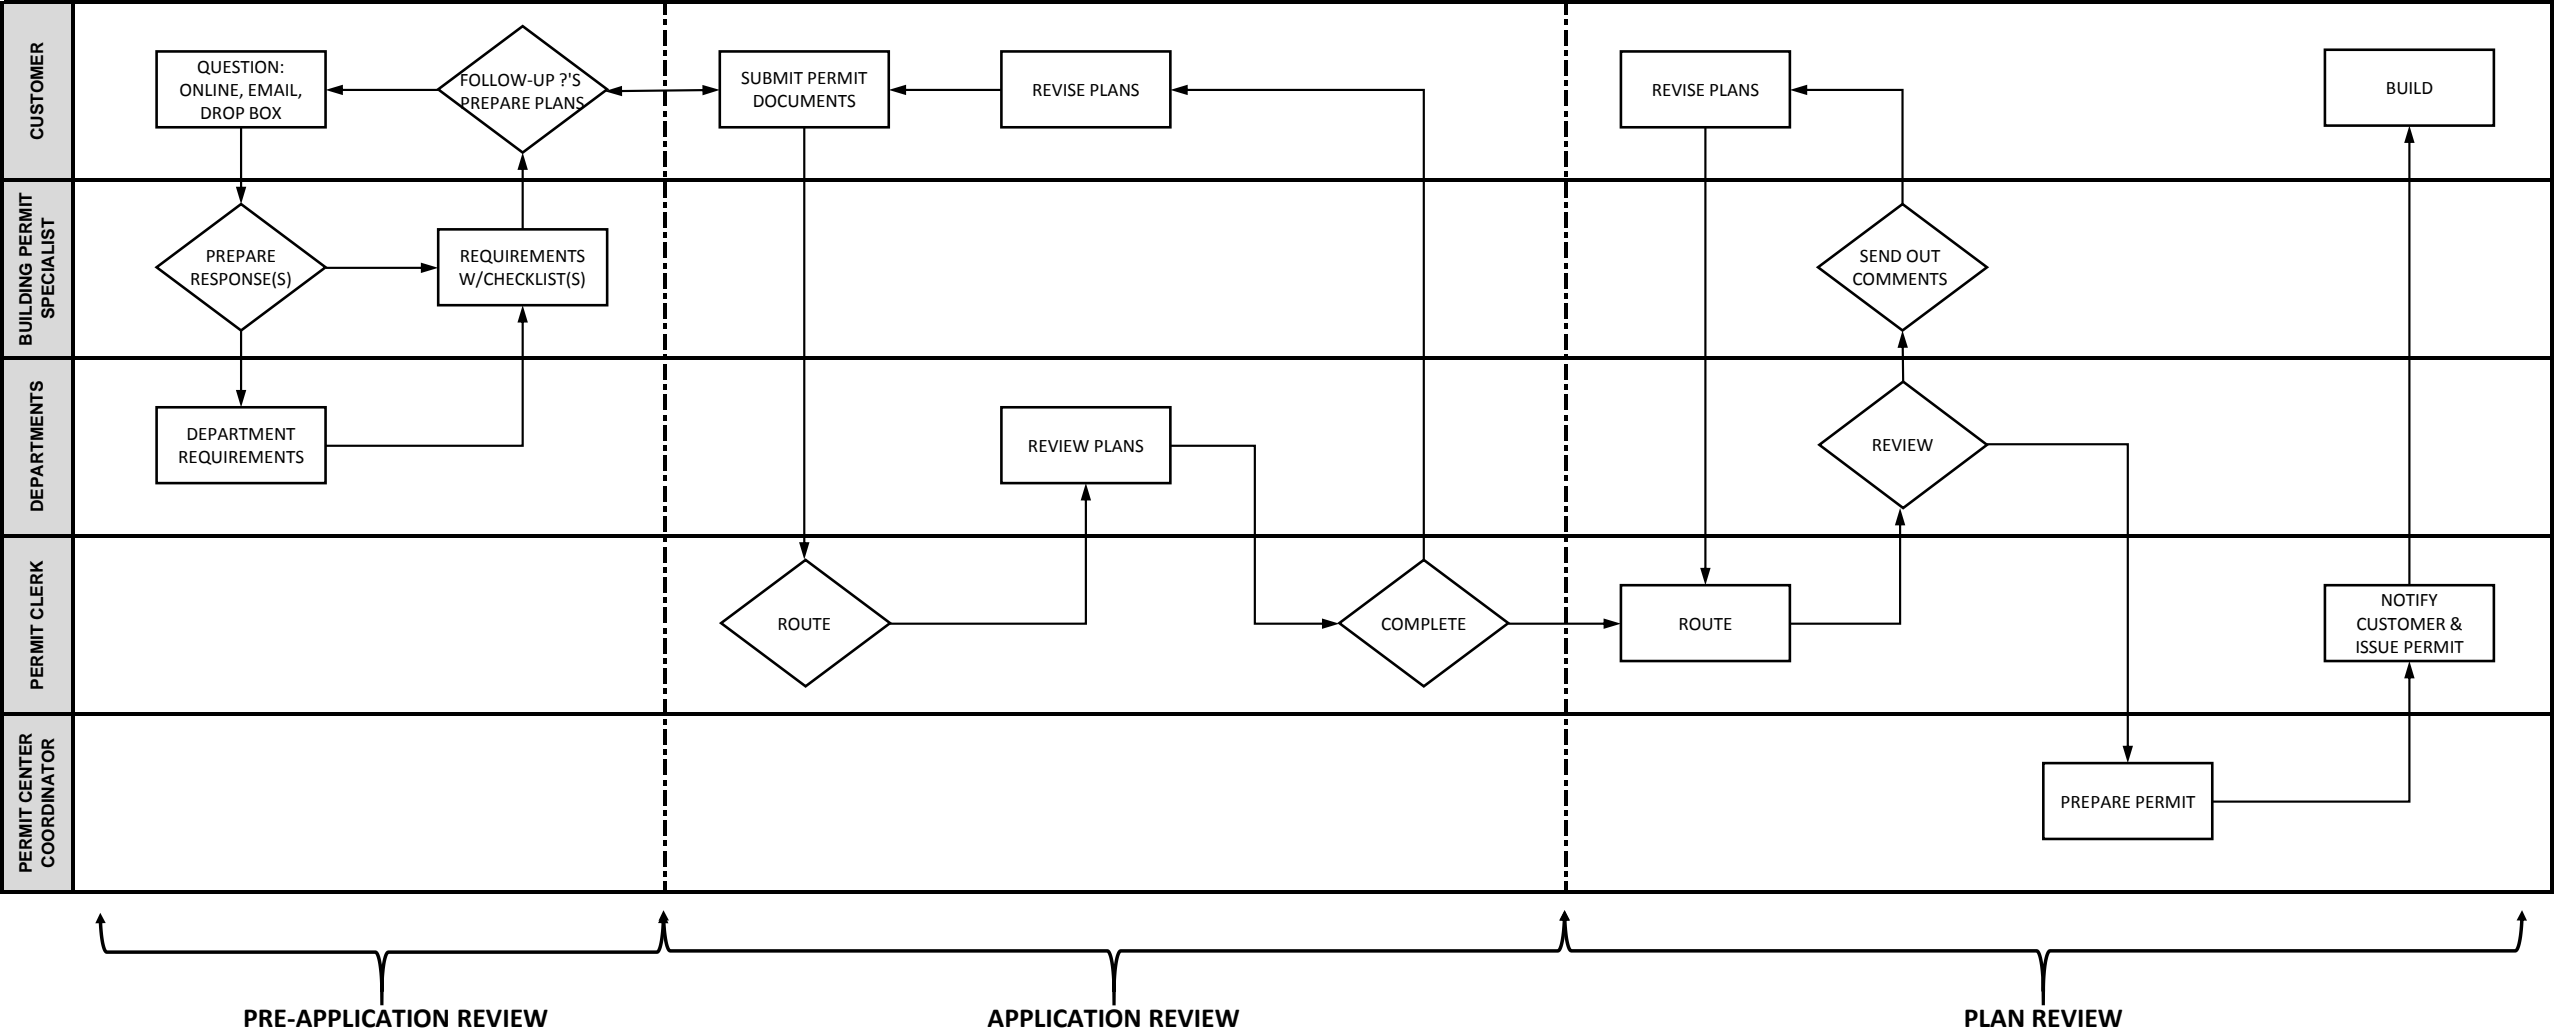 CUSTOMER
QUESTION:
ONLINE, EMAIL,
DROP BOX
FOLLOW-UP ?'S
PREPARE PLANS
SUBMIT PERMIT
DOCUMENTS
REVISE PLANS
REVISE PLANS
BUILD
BUILDING PERMIT
SPECIALIST
PREPARE
RESPONSE(S)
REQUIREMENTS
W/CHECKLIST(S)
SEND OUT
COMMENTS
DEPARTMENTS
DEPARTMENT
REQUIREMENTS
REVIEW PLANS
REVIEW
PERMIT CLERK
ROUTE
COMPLETE
ROUTE
NOTIFY
CUSTOMER &
ISSUE PERMIT
PERMIT CENTER
COORDINATOR
PREPARE PERMIT
PRE-APPLICATION REVIEW
APPLICATION REVIEW
PLAN REVIEW